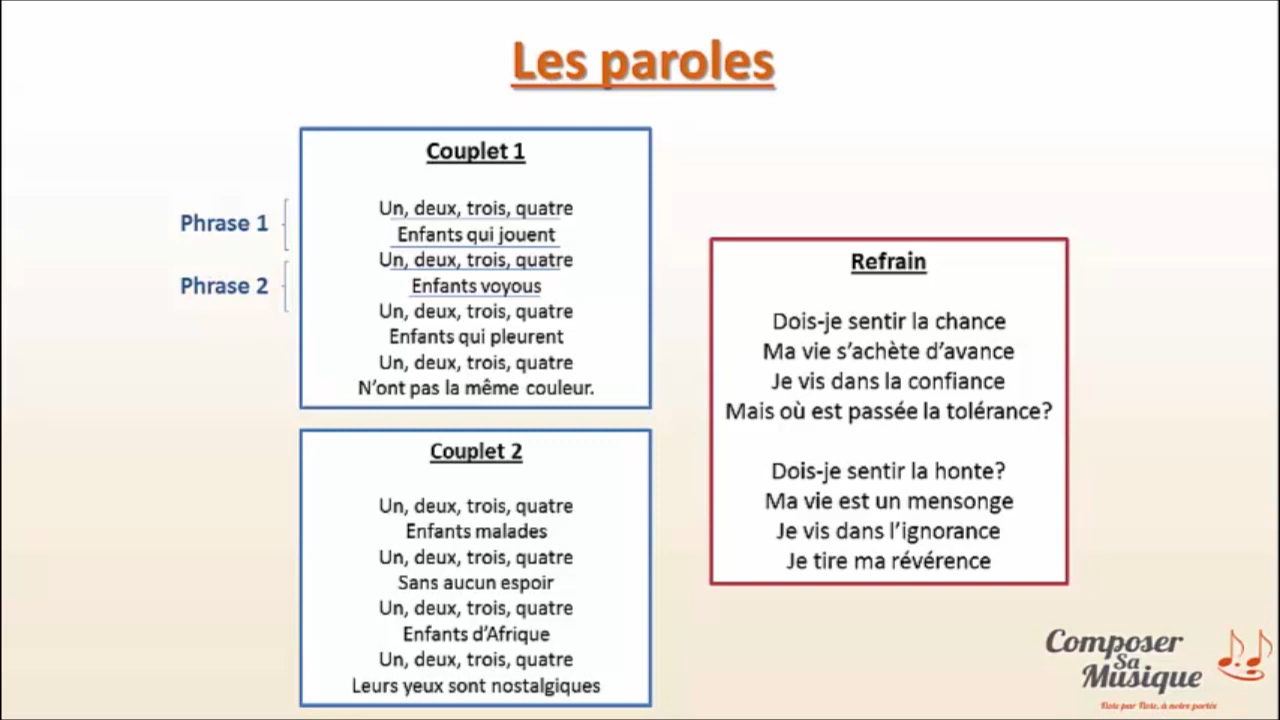 Les paroles
Couplet 1
Phrase 1
Phrase 2
Un, deux, trois, quatre
Enfants qui jouent
Un, deux, trois, quatre
Enfants voyous
Un, deux, trois, quatre
Enfants qui pleurent
Un, deux, trois, quatre
N'ont pas la même couleur.
Couplet 2
Un, deux, trois, quatre
Enfants malades
Un, deux, trois, quatre
Sans aucun espoir
Un, deux, trois, quatre
Enfants d'Afrique
Un, deux, trois, quatre
Leurs yeux sont nostalgiques
Refrain
Dois-je sentir la chance
Ma vie s'achète d'avance
Je vis dans la confiance
Mais où est passée la tolérance?
Dois-je sentir la honte?
Ma vie est un mensonge
Je vis dans l'ignorance
Je tire ma révérence
Composer
Sa
Musique
Note par Note, à notre portée